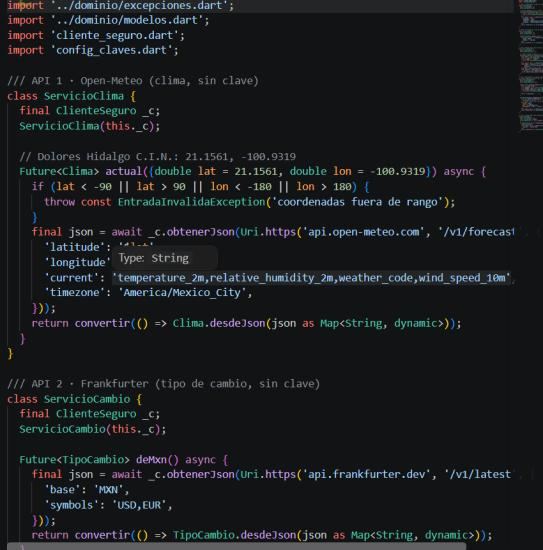 import '../dominio/excepciones.dart';
import '../dominio/modelos.dart';
import 'cliente_seguro.dart';
import 'config_claves.dart';

/// API 1 · Open-Meteo (clima, sin clave)
class ServicioClima {
  final ClienteSeguro _c;
  ServicioClima(this._c);

  // Dolores Hidalgo C.I.N.: 21.1561, -100.9319
  Future<Clima> actual({double lat = 21.1561, double lon = -100.9319}) async {
    if (lat < -90 || lat > 90 || lon < -180 || lon > 180) {
      throw const EntradaInvalidaException('coordenadas fuera de rango');
    }
    final json = await _c.obtenerJson(Uri.https('api.open-meteo.com', '/v1/forecast
      'latitude':
      'longitude' Type: String
      'current': 'temperature_2m,relative_humidity_2m,weather_code,wind_speed_10m',
      'timezone': 'America/Mexico_City',
    }));
    return convertir(() => Clima.desdeJson(json as Map<String, dynamic>));
  }
}

/// API 2 · Frankfurter (tipo de cambio, sin clave)
class ServicioCambio {
  final ClienteSeguro _c;
  ServicioCambio(this._c);

  Future<TipoCambio> deMxn() async {
    final json = await _c.obtenerJson(Uri.https('api.frankfurter.dev', '/v1/latest'
      'base': 'MXN',
      'symbols': 'USD,EUR',
    }));
    return convertir(() => TipoCambio.desdeJson(json as Map<String, dynamic>));
  }